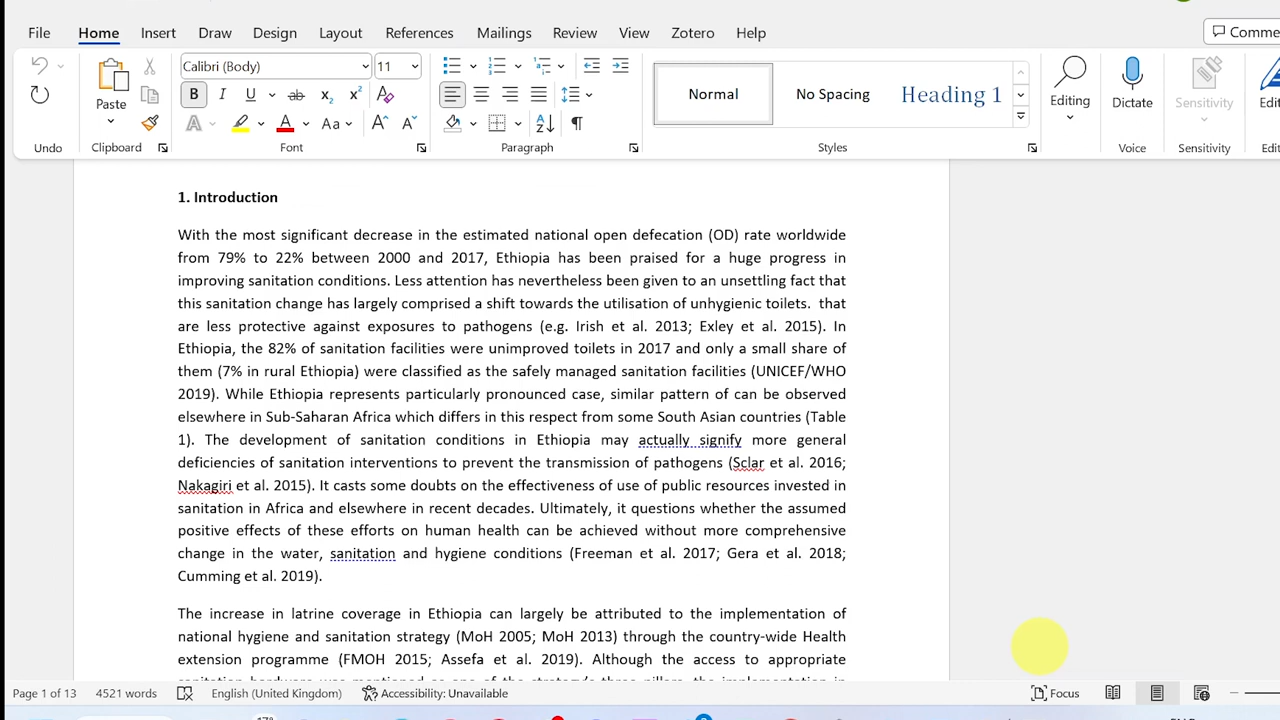 File Home Insert Draw Design Layout References Mailings Review View Zotero Help
Calibri (Body) 11
Paste
B I U ab x₂ x² A
A A Aa A A
Normal No Spacing Heading 1
Editing Dictate Sensitivity
Undo Clipboard Font Paragraph Styles Voice Sensitivity
1. Introduction
With the most significant decrease in the estimated national open defecation (OD) rate worldwide
from 79% to 22% between 2000 and 2017, Ethiopia has been praised for a huge progress in
improving sanitation conditions. Less attention has nevertheless been given to an unsettling fact that
this sanitation change has largely comprised a shift towards the utilisation of unhygienic toilets. that
are less protective against exposures to pathogens (e.g. Irish et al. 2013; Exley et al. 2015). In
Ethiopia, the 82% of sanitation facilities were unimproved toilets in 2017 and only a small share of
them (7% in rural Ethiopia) were classified as the safely managed sanitation facilities (UNICEF/WHO
2019). While Ethiopia represents particularly pronounced case, similar pattern of can be observed
elsewhere in Sub-Saharan Africa which differs in this respect from some South Asian countries (Table
1). The development of sanitation conditions in Ethiopia may actually signify more general
deficiencies of sanitation interventions to prevent the transmission of pathogens (Sclar et al. 2016;
Nakagiri et al. 2015). It casts some doubts on the effectiveness of use of public resources invested in
sanitation in Africa and elsewhere in recent decades. Ultimately, it questions whether the assumed
positive effects of these efforts on human health can be achieved without more comprehensive
change in the water, sanitation and hygiene conditions (Freeman et al. 2017; Gera et al. 2018;
Cumming et al. 2019).
The increase in latrine coverage in Ethiopia can largely be attributed to the implementation of
national hygiene and sanitation strategy (MoH 2005; MoH 2013) through the country-wide Health
extension programme (FMOH 2015; Assefa et al. 2019). Although the access to appropriate
Page 1 of 13 4521 words English (United Kingdom) Accessibility: Unavailable Focus